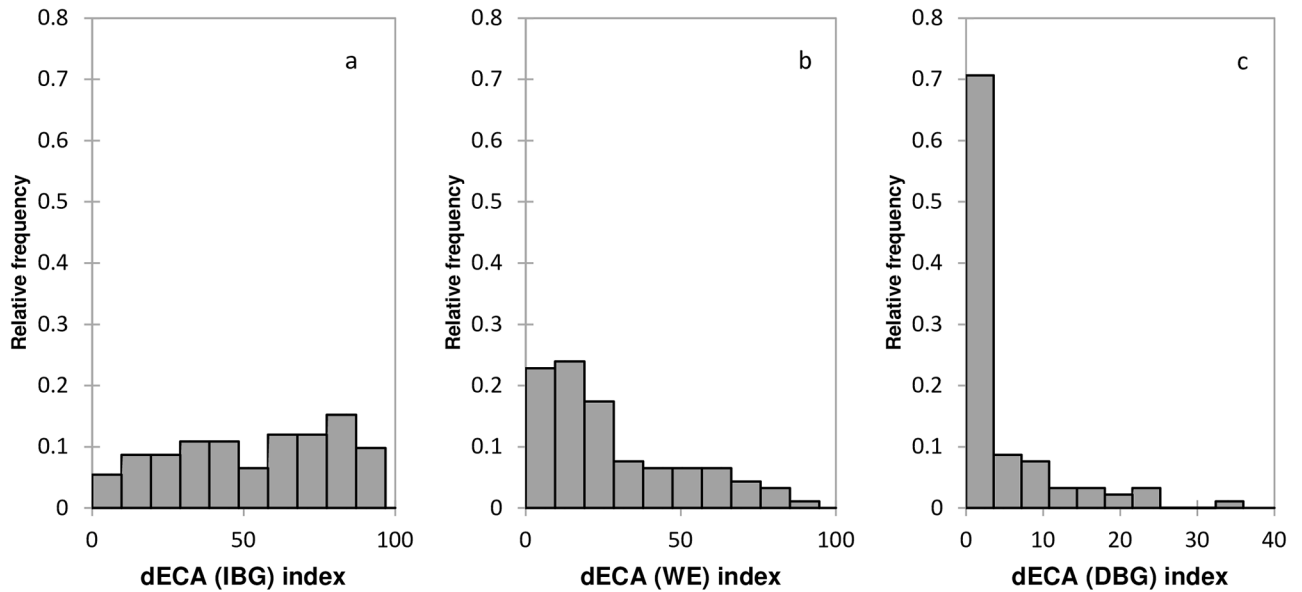 a
0.8
0.7
0.6
0.5
0.4
0.3
0.2
0.1
0
Relative frequency
0 50 100
dECA (IBG) index
b
0.8
0.7
0.6
0.5
0.4
0.3
0.2
0.1
0
Relative frequency
0 50 100
dECA (WE) index
c
0.8
0.7
0.6
0.5
0.4
0.3
0.2
0.1
0
Relative frequency
0 10 20 30 40
dECA (DBG) index